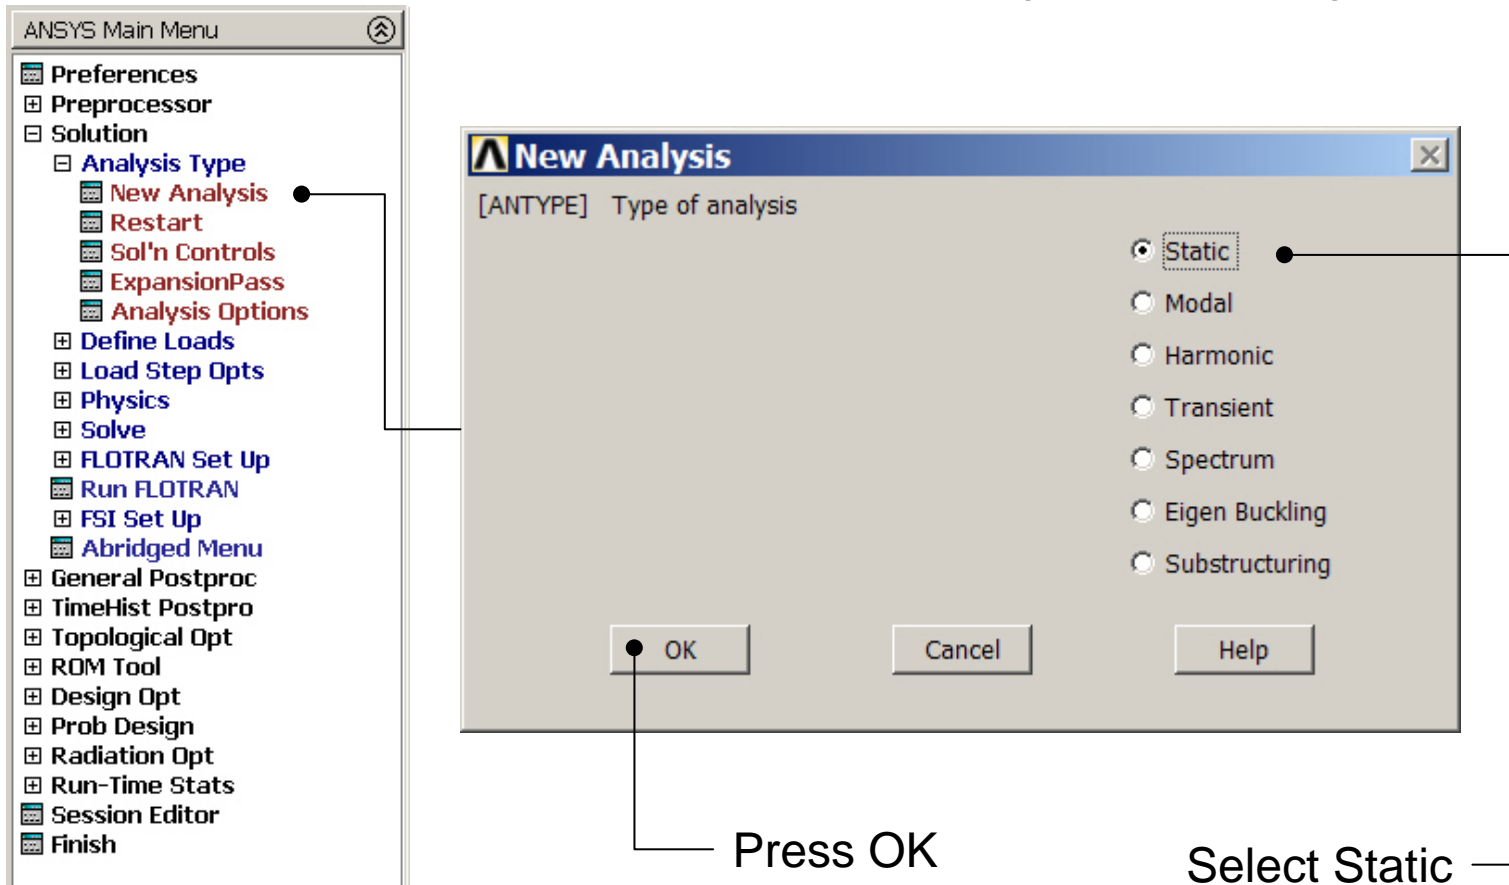 ANSYS Main Menu
Preferences
Preprocessor
Solution
Analysis Type
New Analysis
Restart
Sol'n Controls
ExpansionPass
Analysis Options
Define Loads
Load Step Opts
Physics
Solve
FLOTRAN Set Up
Run FLOTRAN
FSI Set Up
Abridged Menu
General Postproc
TimeHist Postpro
Topological Opt
ROM Tool
Design Opt
Prob Design
Radiation Opt
Run-Time Stats
Session Editor
Finish
New Analysis
[ANTYPE] Type of analysis
Static
Modal
Harmonic
Transient
Spectrum
Eigen Buckling
Substructuring
OK Cancel Help
Press OK
Select Static